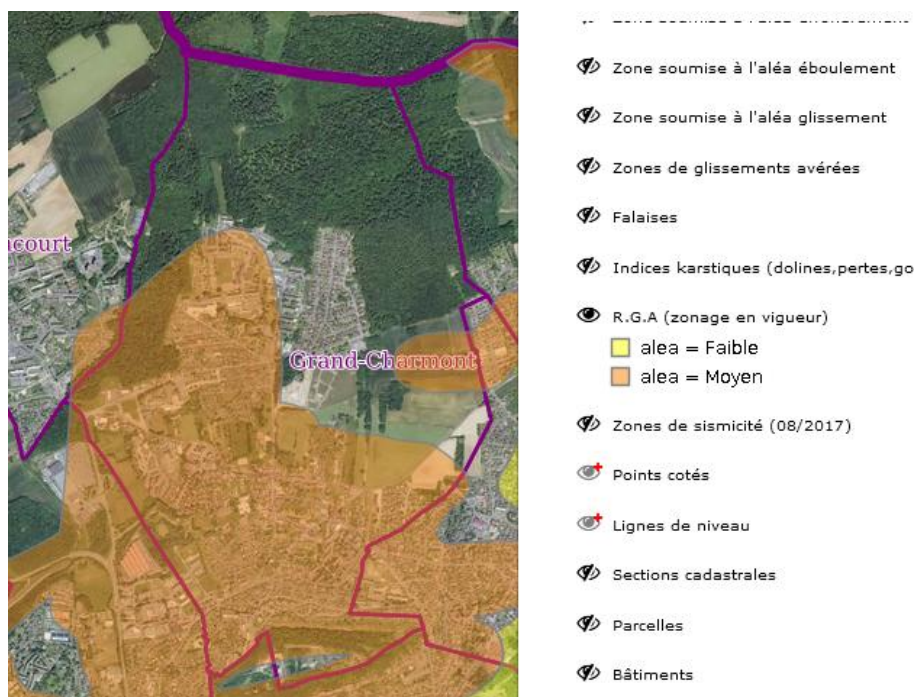 ncourt
Grand-Charmont
Zone soumise à l'aléa éboulement
Zone soumise à l'aléa glissement
Zones de glissements avérées
Falaises
Indices karstiques (dolines,pertes,go
R.G.A (zonage en vigueur)
alea = Faible
alea = Moyen
Zones de sismicité (08/2017)
Points cotés
Lignes de niveau
Sections cadastrales
Parcelles
Bâtiments